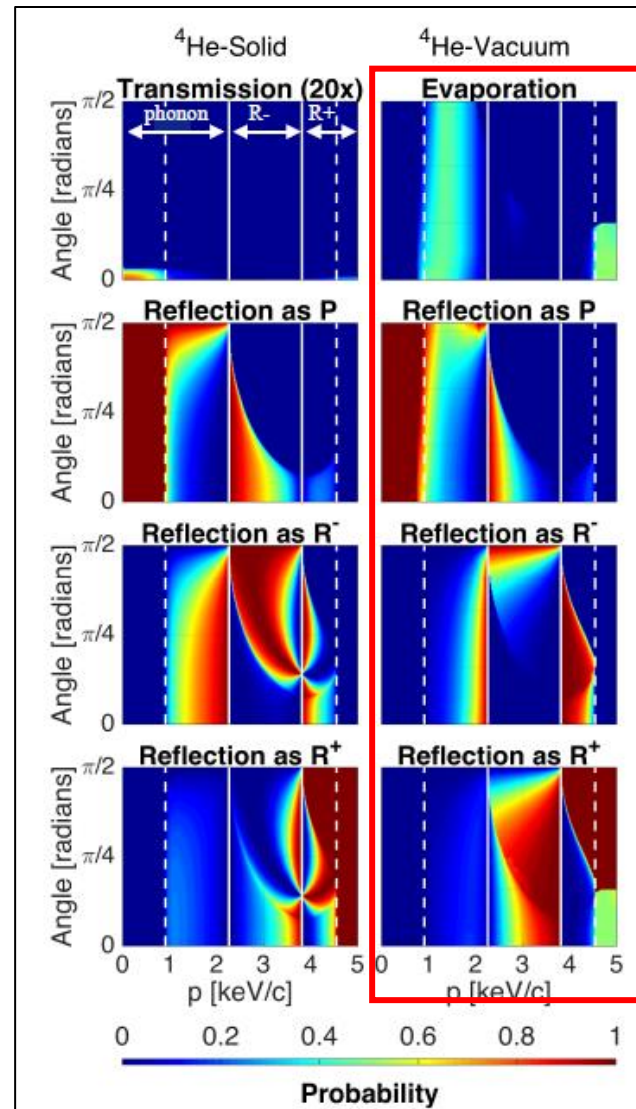 ⁴He-Solid ⁴He-Vacuum
Transmission (20x) Evaporation
phonon R- R+
Angle [radians]
π/2
π/4
0
Reflection as P Reflection as P
Angle [radians]
π/2
π/4
0
Reflection as R⁻ Reflection as R⁻
Angle [radians]
π/2
π/4
0
Reflection as R⁺ Reflection as R⁺
Angle [radians]
π/2
π/4
0
0 1 2 3 4 5 0 1 2 3 4 5
p [keV/c] p [keV/c]
0 0.2 0.4 0.6 0.8 1
Probability